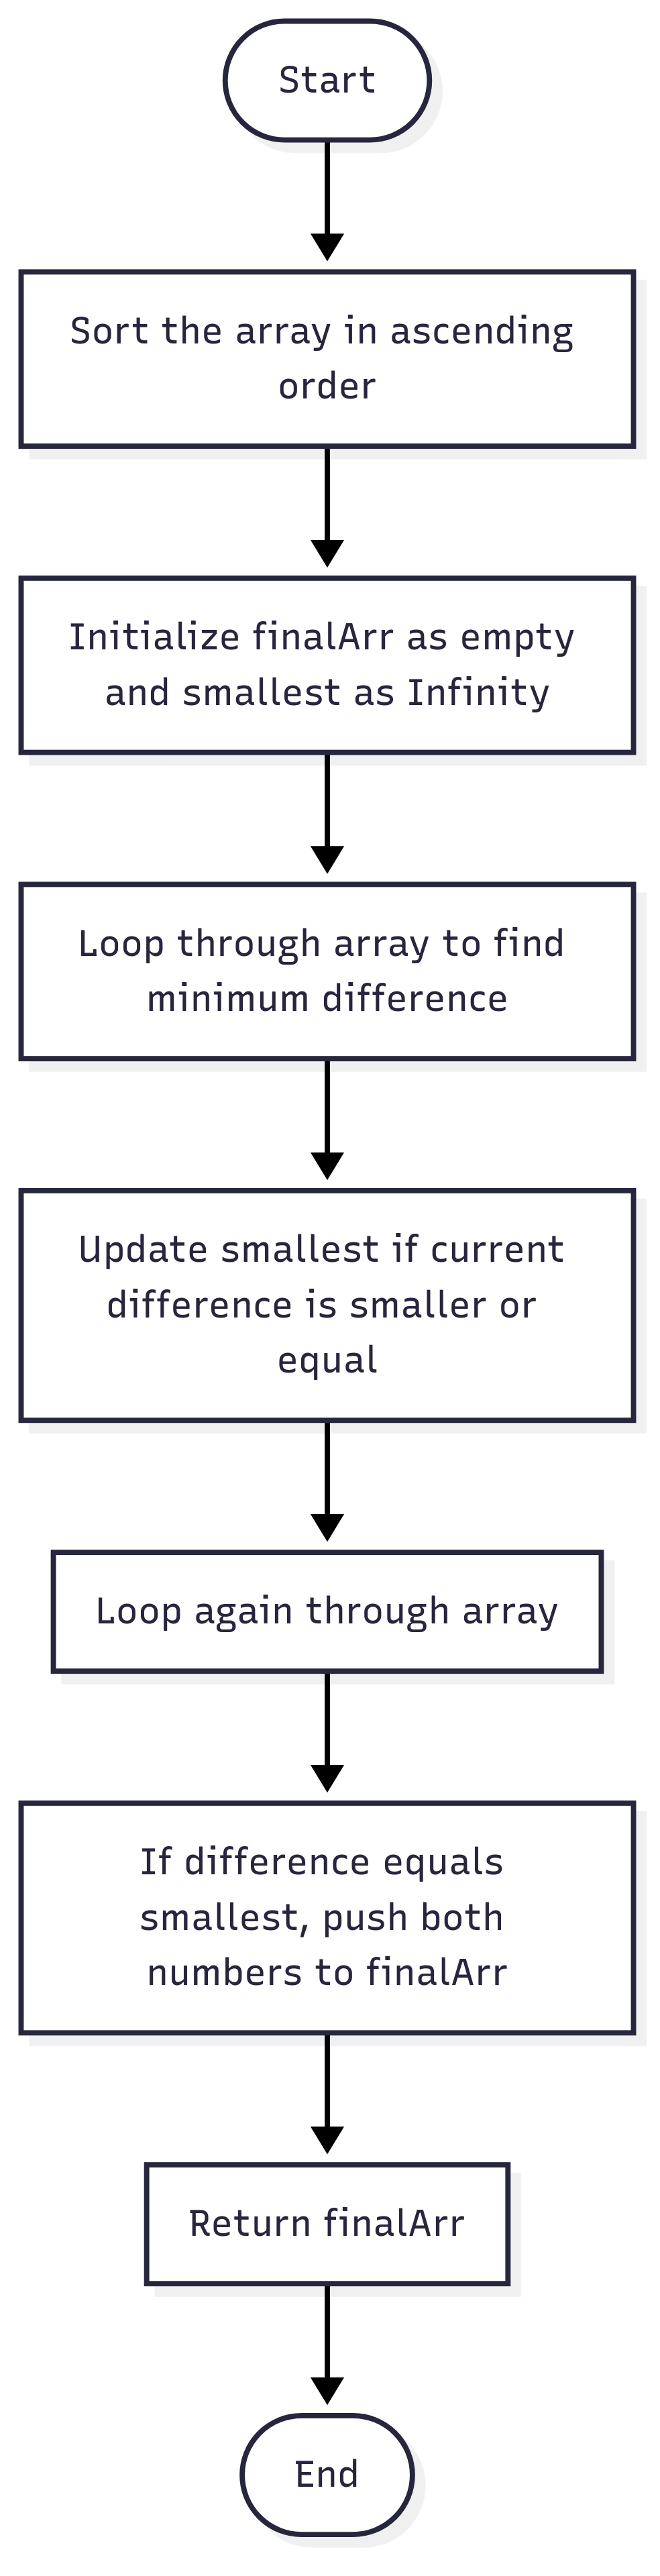 Start
Sort the array in ascending
order
Initialize finalArr as empty
and smallest as Infinity
Loop through array to find
minimum difference
Update smallest if current
difference is smaller or
equal
Loop again through array
If difference equals
smallest, push both
numbers to finalArr
Return finalArr
End